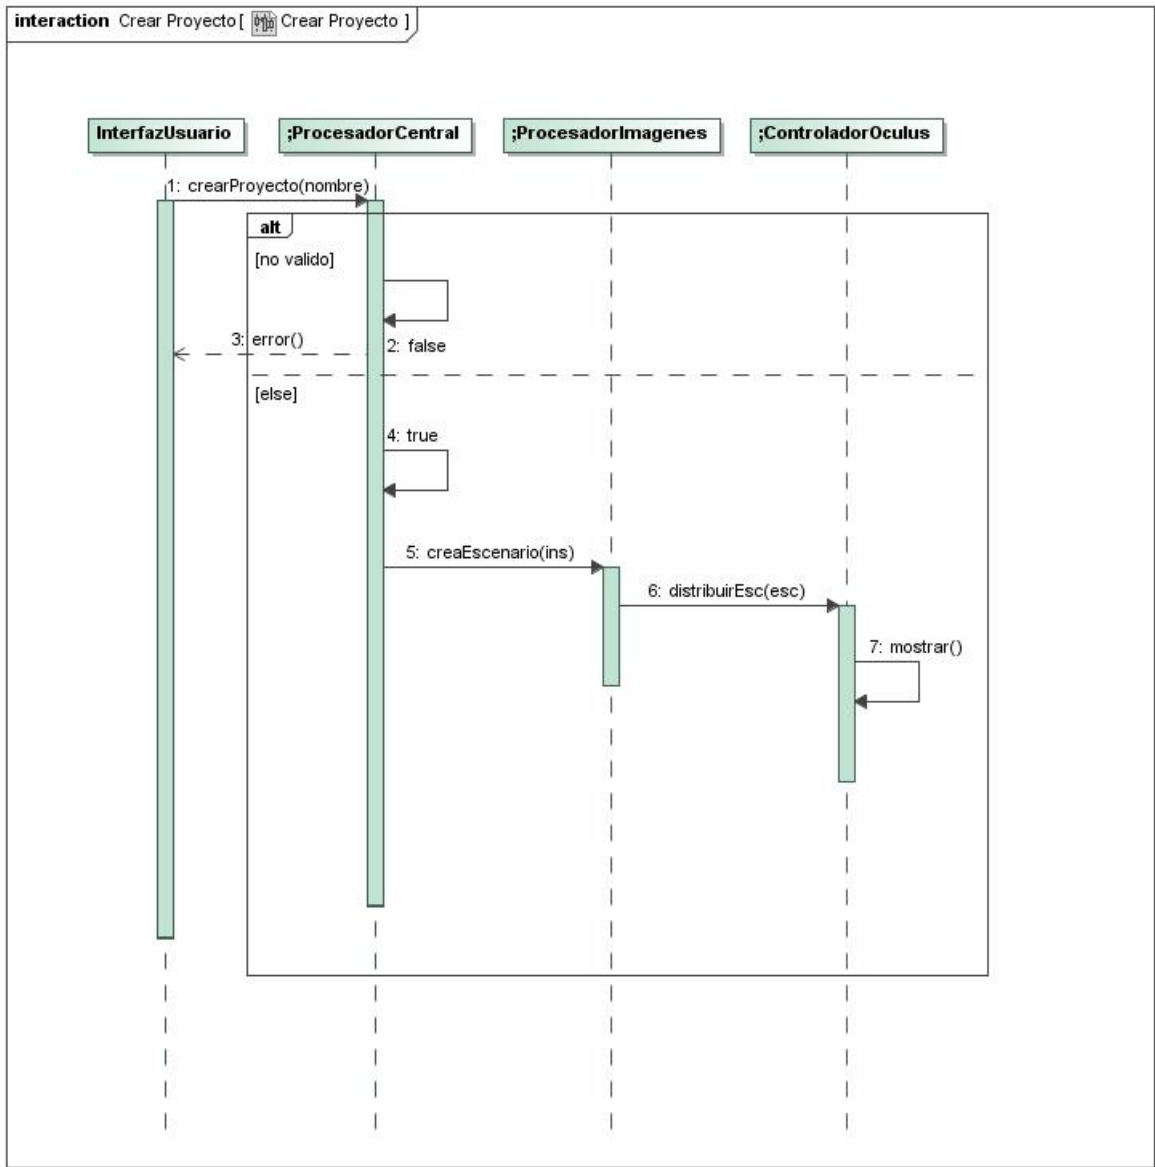 interaction Crear Proyecto[ Crear Proyecto ]
InterfazUsuario
;ProcesadorCentral
;ProcesadorImagenes
;ControladorOculus
1: crearProyecto(nombre)
alt
[no valido]
3: error()
2: false
[else]
4: true
5: creaEscenario(ins)
6: distribuirEsc(esc)
7: mostrar()